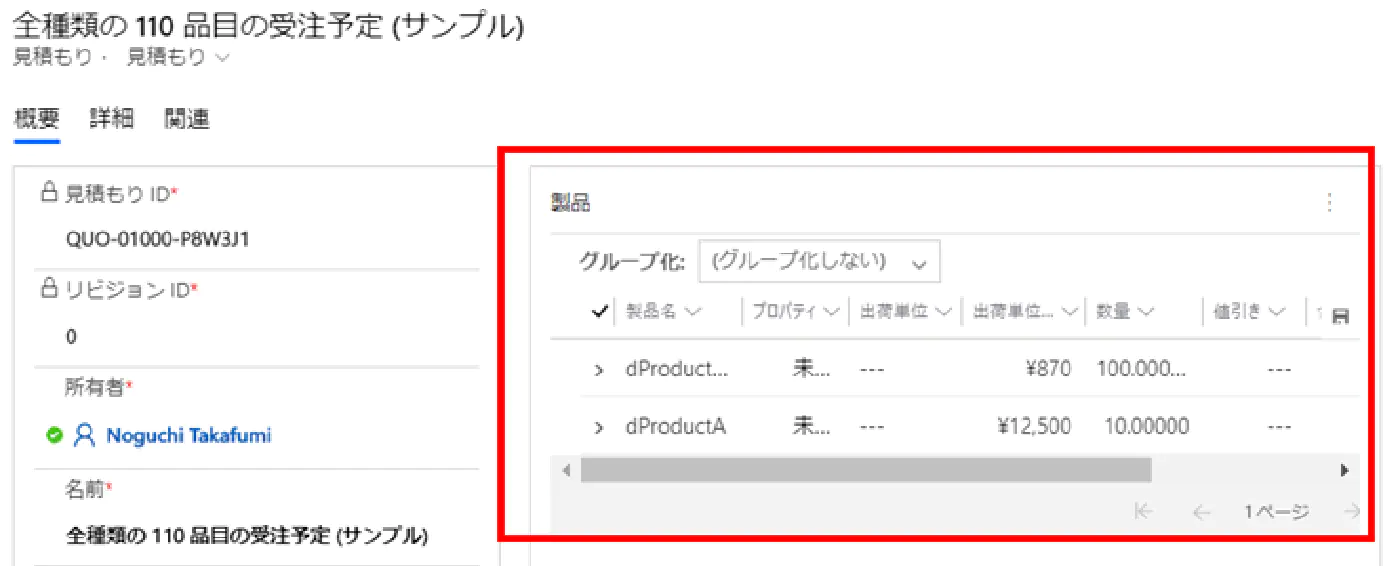 全種類の 110 品目の受注予定 (サンプル)
見積もり · 見積もり
概要 詳細 関連
見積もり ID*
QUO-01000-P8W3J1
リビジョン ID*
0
所有者*
Noguchi Takafumi
名前*
全種類の 110 品目の受注予定 (サンプル)
製品
グループ化: (グループ化しない)
製品名 プロパティ 出荷単位 出荷単位... 数量 値引き
dProduct... 未... --- ¥870 100.000... ---
dProductA 未... --- ¥12,500 10.00000 ---
1 ページ